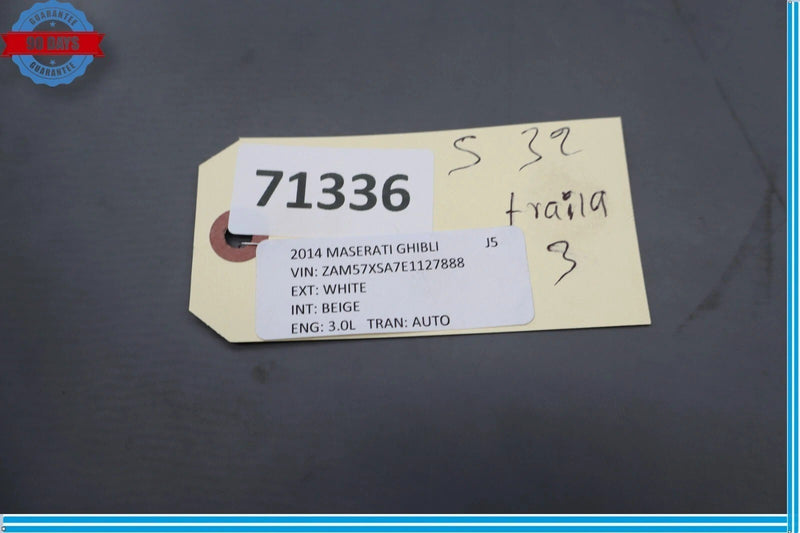 GUARANTEE
90 DAYS
GUARANTEE
S 32
71336
traila
3
2014 MASERATI GHIBLI J5
VIN: ZAM57XSA7E1127888
EXT: WHITE
INT: BEIGE
ENG: 3.0L TRAN: AUTO